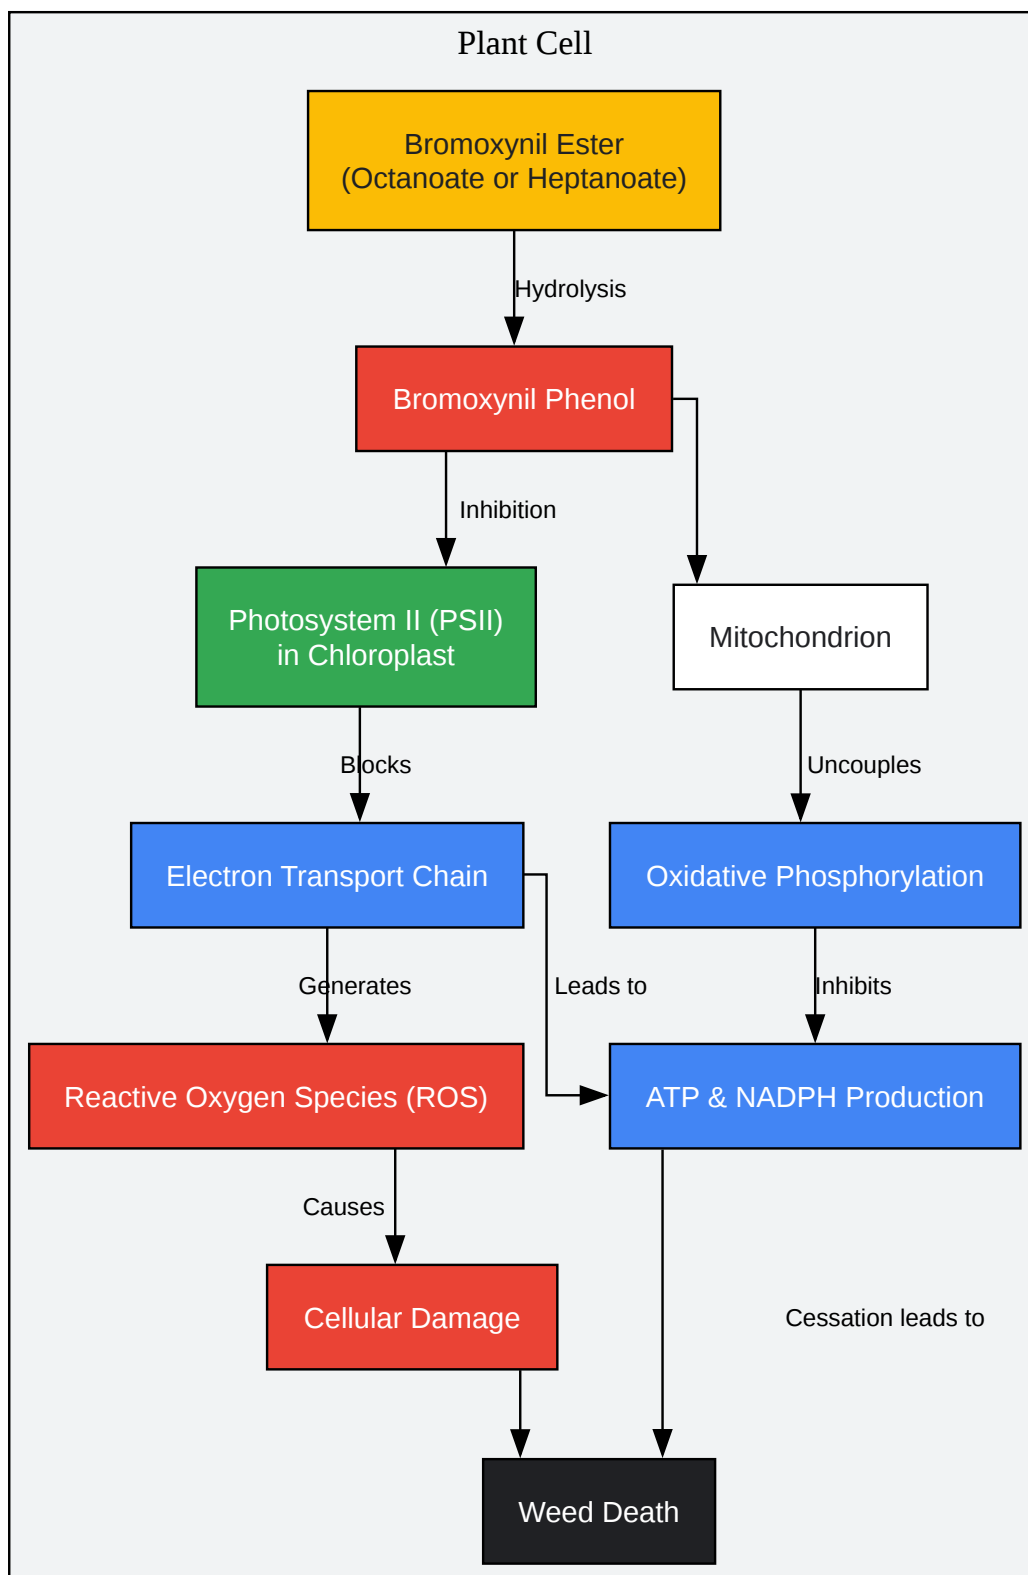 Plant Cell
Bromoxynil Ester
(Octanoate or Heptanoate)
Hydrolysis
Bromoxynil Phenol
Inhibition
Photosystem II (PSII)
in Chloroplast
Mitochondrion
Blocks
Uncouples
Electron Transport Chain
Oxidative Phosphorylation
Generates
Leads to
Inhibits
Reactive Oxygen Species (ROS)
ATP & NADPH Production
Causes
Cellular Damage
Cessation leads to
Weed Death